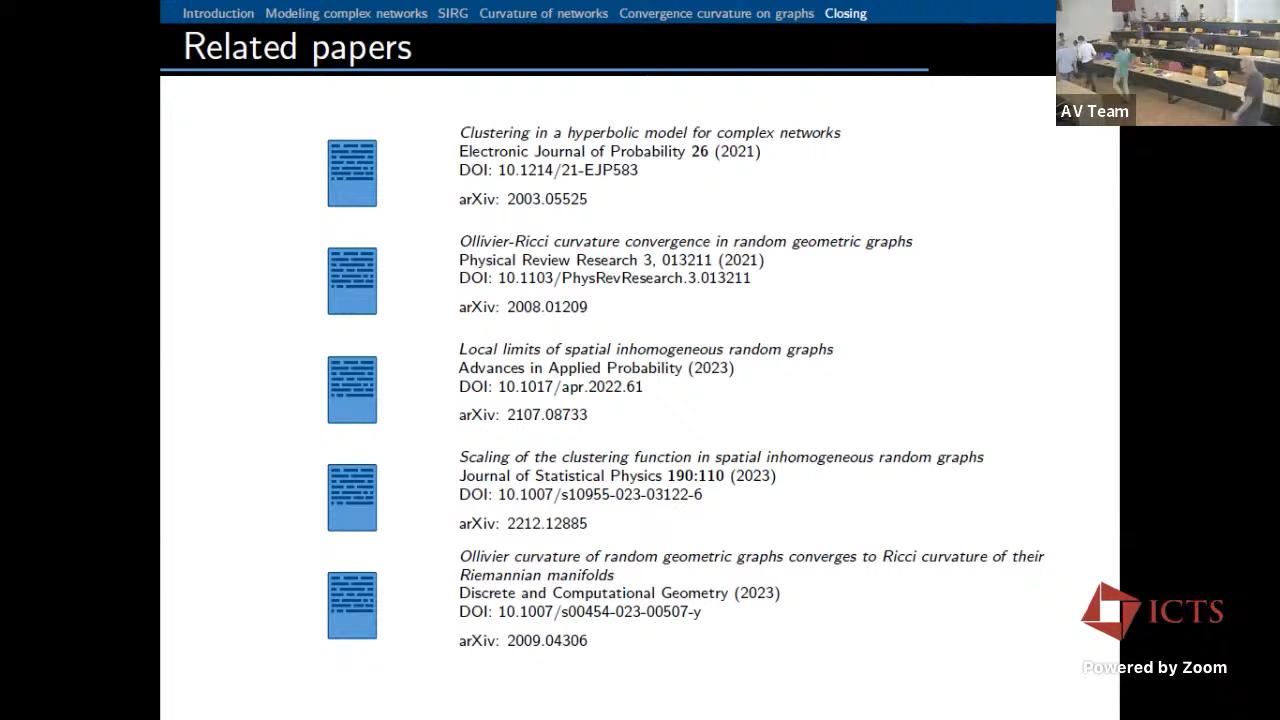 Introduction Modeling complex networks SIRG Curvature of networks Convergence curvature on graphs Closing
Related papers
AV Team
Clustering in a hyperbolic model for complex networks
Electronic Journal of Probability 26 (2021)
DOI: 10.1214/21-EJP583
arXiv: 2003.05525
Ollivier-Ricci curvature convergence in random geometric graphs
Physical Review Research 3, 013211 (2021)
DOI: 10.1103/PhysRevResearch.3.013211
arXiv: 2008.01209
Local limits of spatial inhomogeneous random graphs
Advances in Applied Probability (2023)
DOI: 10.1017/apr.2022.61
arXiv: 2107.08733
Scaling of the clustering function in spatial inhomogeneous random graphs
Journal of Statistical Physics 190:110 (2023)
DOI: 10.1007/s10955-023-03122-6
arXiv: 2212.12885
Ollivier curvature of random geometric graphs converges to Ricci curvature of their
Riemannian manifolds
Discrete and Computational Geometry (2023)
DOI: 10.1007/s00454-023-00507-y
arXiv: 2009.04306
ICTS
Powered by Zoom